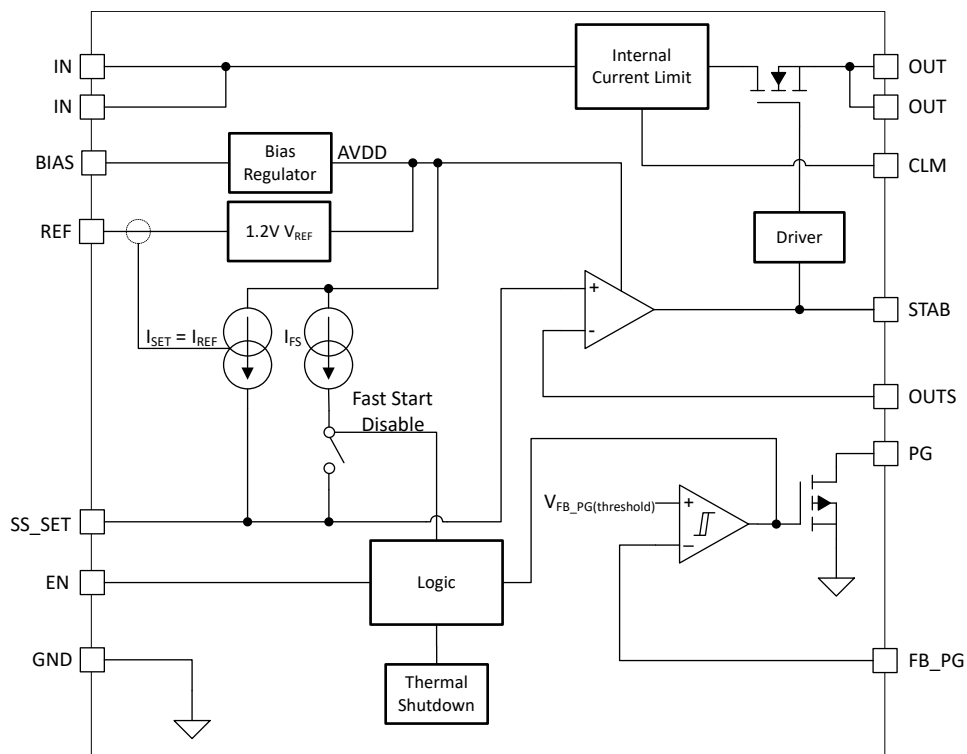 IN
Internal
Current Limit
OUT
IN
OUT
BIAS
Bias
Regulator
AVDD
CLM
REF
1.2V VREF
Driver
+
STAB
ISET = IREF
IFS
-
Fast Start
Disable
OUTS
PG
VFB_PG(threshold)
+
SS_SET
−
EN
Logic
GND
FB_PG
Thermal
Shutdown